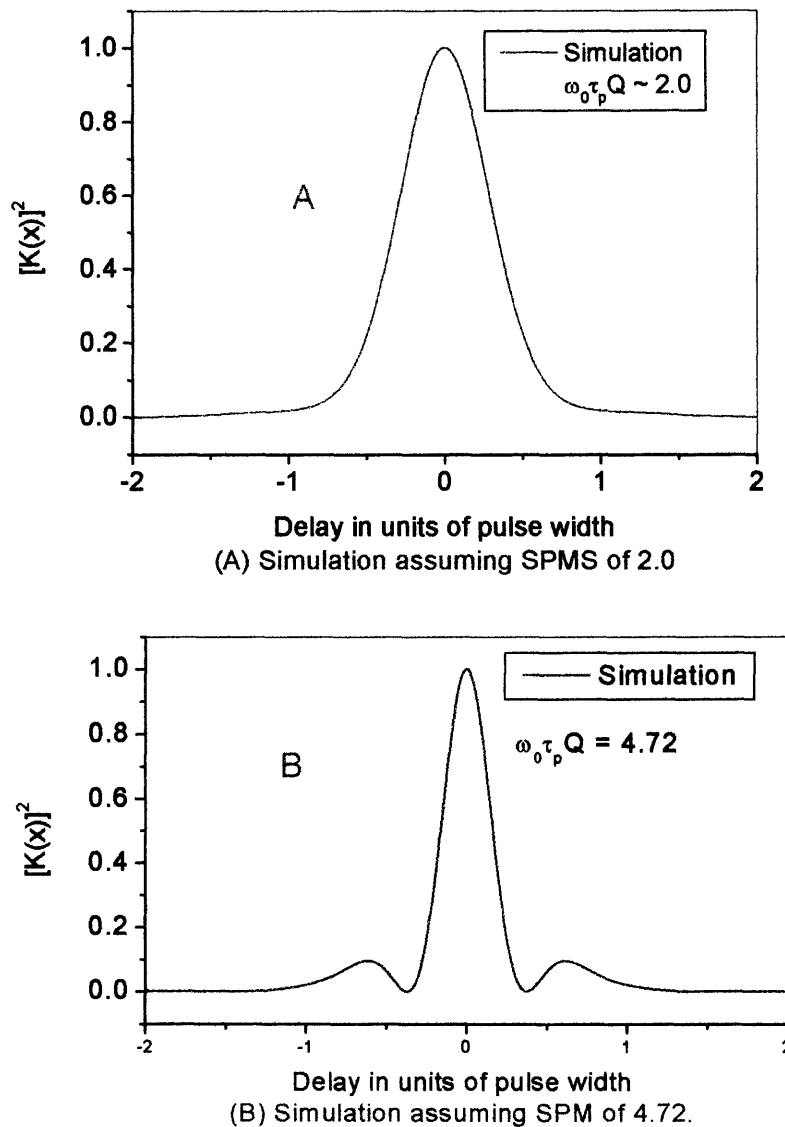 1.0
0.8
0.6
0.4
0.2
0.0
[K(x)]²
A
Simulation
ω₀τₚQ ~ 2.0
-2 -1 0 1 2
Delay in units of pulse width
(A) Simulation assuming SPMS of 2.0
1.0
0.8
0.6
0.4
0.2
0.0
[K(x)]²
B
Simulation
ω₀τₚQ = 4.72
-2 -1 0 1 2
Delay in units of pulse width
(B) Simulation assuming SPM of 4.72.